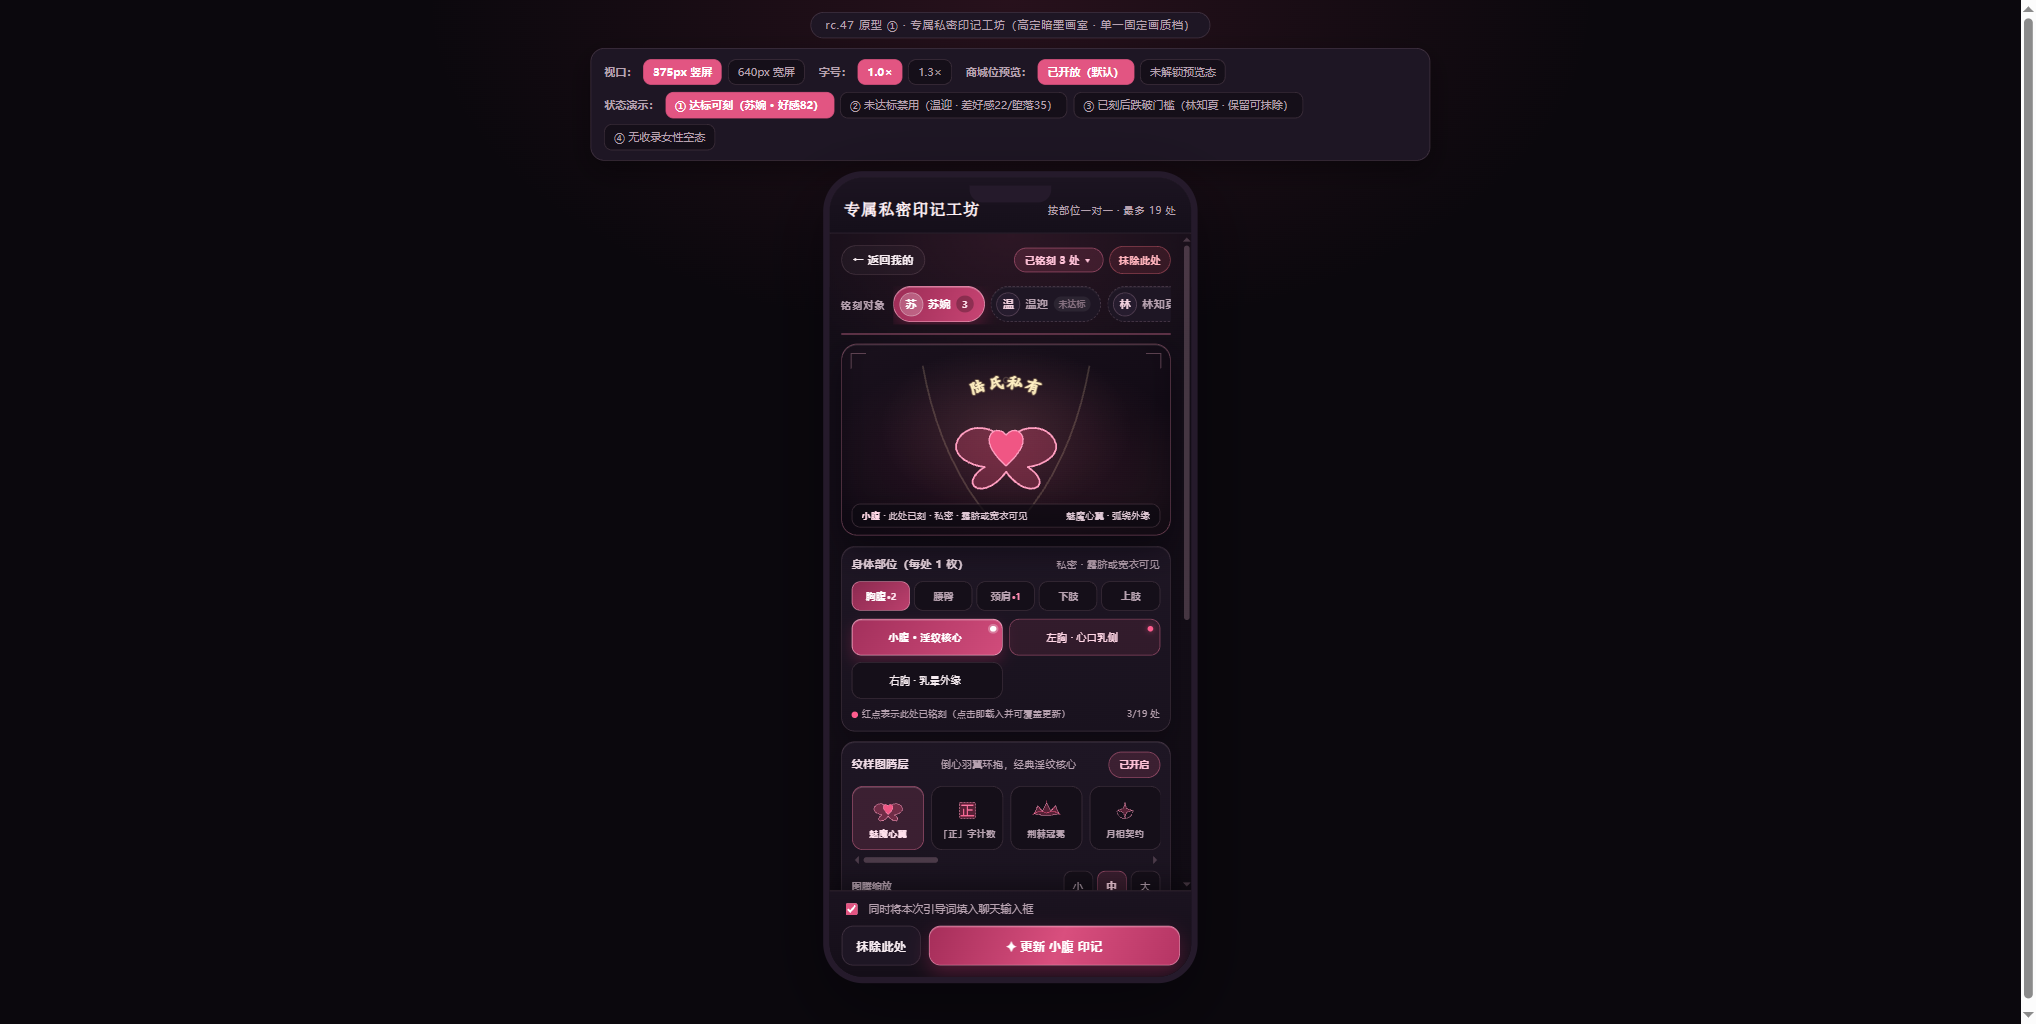 rc.47 原型 ① · 专属私密印记工坊（高定暗墨画室 · 单一固定画质档）
视口： 375px 竖屏 640px 宽屏 字号： 1.0× 1.3× 商城位预览： 已开放（默认） 未解锁预览态
状态演示： ① 达标可刻（苏婉 · 好感82） ② 未达标禁用（温迎 · 差好感22/堕落35） ③ 已刻后跌破门槛（林知夏 · 保留可抹除）
④ 无收录女性空态
专属私密印记工坊 按部位一对一 · 最多 19 处
← 返回我的 已铭刻 3 处 ▾ 抹除此处
铭刻对象 苏 苏婉 3 温 温迎 未达标 林 林知夏
陆氏私有
小腹 · 此处已刻 · 私密 · 露脐或宽衣可见 魅魔心翼 · 弧绕外缘
身体部位（每处 1 枚） 私密 · 露脐或宽衣可见
胸腹•2 腰臀 颈肩•1 下肢 上肢
小腹 · 淫纹核心 左胸 · 心口乳侧
右胸 · 乳晕外缘
红点表示此处已铭刻（点击即载入并可覆盖更新） 3/19 处
纹样图腾层 倒心羽翼环抱，经典淫纹核心 已开启
正
魅魔心翼 「正」字计数 荆棘冠冕 月相契约
图腾缩放 小 中 大
同时将本次引导词填入聊天输入框
抹除此处 ✦ 更新 小腹 印记